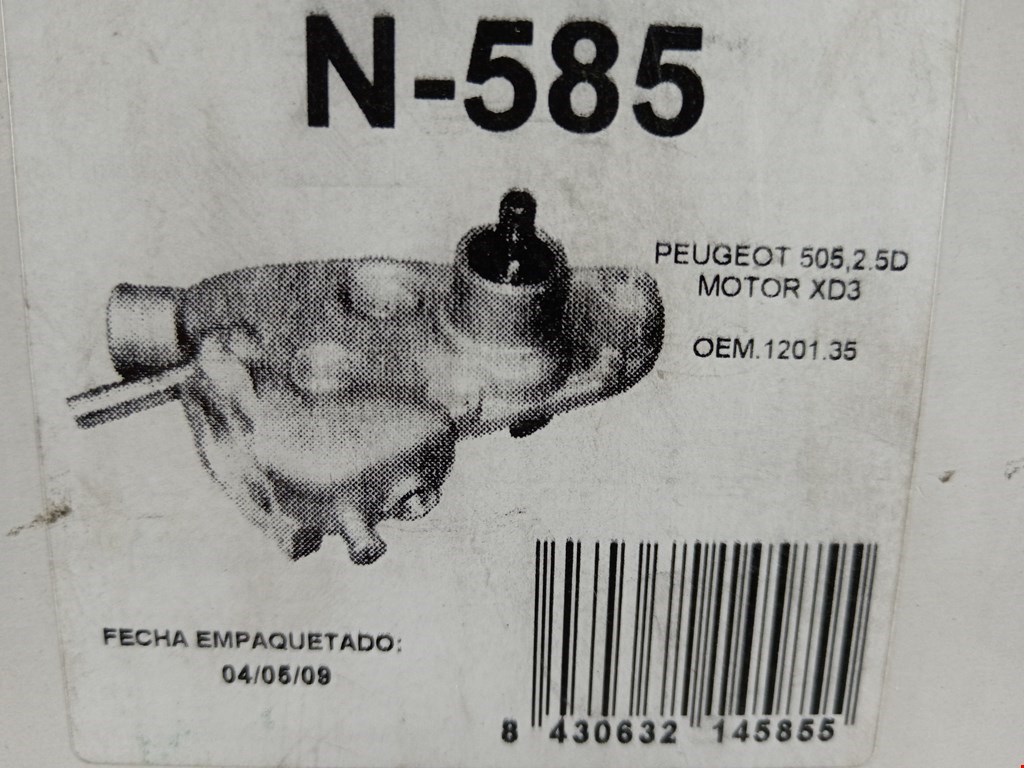 N-585
PEUGEOT 505,2.5D
MOTOR XD3
OEM.1201.35
FECHA EMPAQUETADO:
04/05/09
8 430632 145855